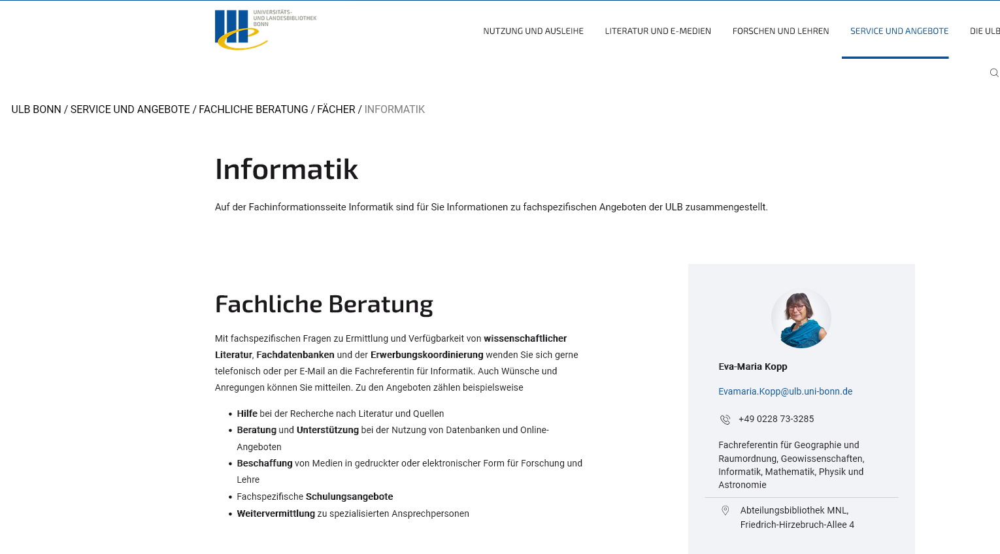 UNIVERSITÄTS-
UND LANDESBIBLIOTHEK
BONN
NUTZUNG UND AUSLEIHE
LITERATUR UND E-MEDIEN
FORSCHEN UND LEHREN
SERVICE UND ANGEBOTE
DIE ULB
ULB BONN / SERVICE UND ANGEBOTE / FACHLICHE BERATUNG / FÄCHER / INFORMATIK
Informatik
Auf der Fachinformationsseite Informatik sind für Sie Informationen zu fachspezifischen Angeboten der ULB zusammengestellt.
Fachliche Beratung
Mit fachspezifischen Fragen zu Ermittlung und Verfügbarkeit von wissenschaftlicher
Literatur, Fachdatenbanken und der Erwerbungskoordinierung wenden Sie sich gerne
telefonisch oder per E-Mail an die Fachreferentin für Informatik. Auch Wünsche und
Anregungen können Sie mitteilen. Zu den Angeboten zählen beispielsweise
• Hilfe bei der Recherche nach Literatur und Quellen
• Beratung und Unterstützung bei der Nutzung von Datenbanken und Online-
Angeboten
• Beschaffung von Medien in gedruckter oder elektronischer Form für Forschung und
Lehre
• Fachspezifische Schulungsangebote
• Weitervermittlung zu spezialisierten Ansprechpersonen
Eva-Maria Kopp
Evamaria.Kopp@ulb.uni-bonn.de
+49 0228 73-3285
Fachreferentin für Geographie und
Raumordnung, Geowissenschaften,
Informatik, Mathematik, Physik und
Astronomie
Abteilungsbibliothek MNL,
Friedrich-Hirzebruch-Allee 4